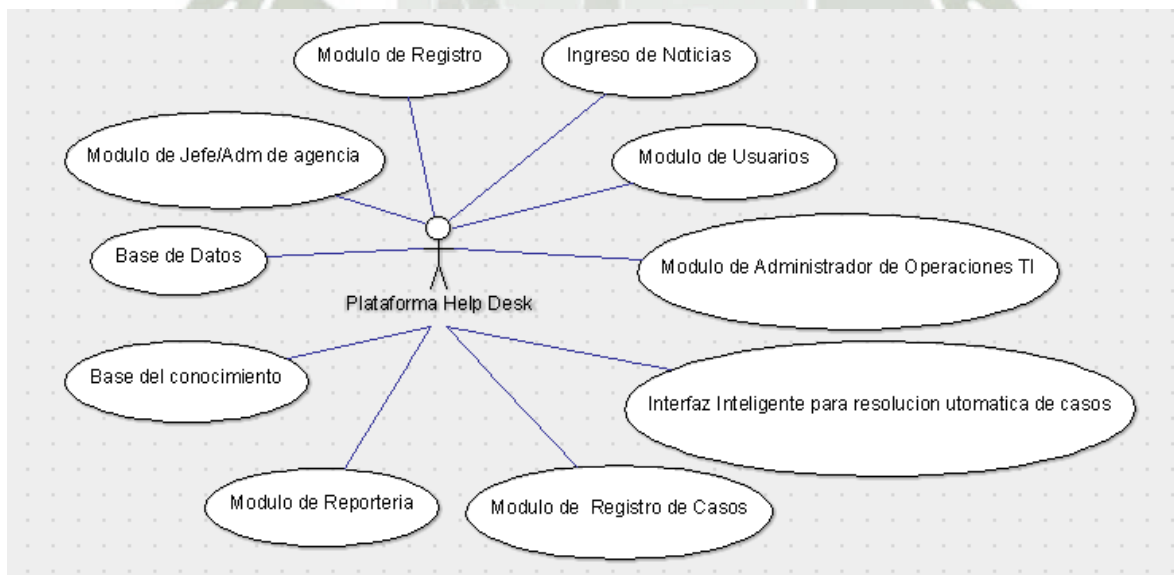 Modulo de Registro
Ingreso de Noticias
Modulo de Jefe/Adm de agencia
Modulo de Usuarios
Base de Datos
Modulo de Administrador de Operaciones TI
Plataforma Help Desk
Base del conocimiento
Interfaz Inteligente para resolucion utomatica de casos
Modulo de Reporteria
Modulo de  Registro de Casos